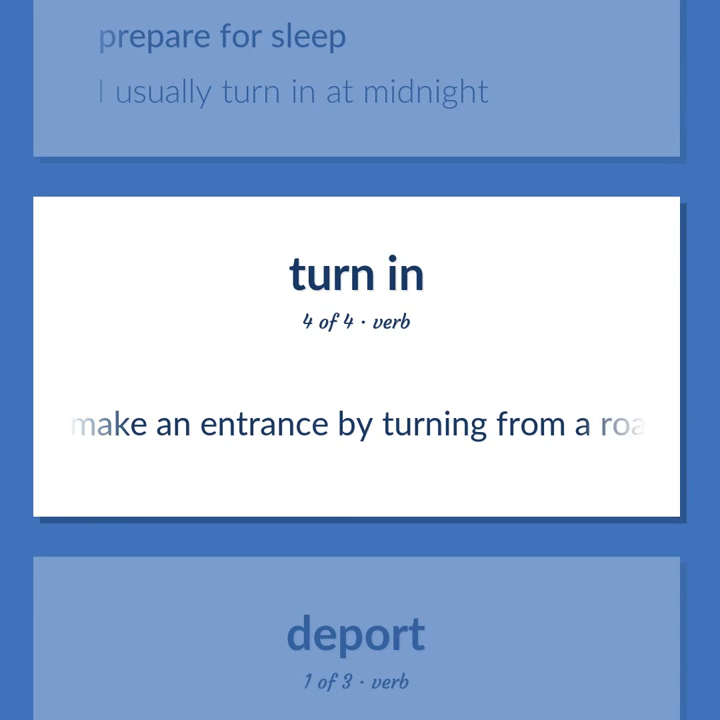 prepare for sleep
I usually turn in at midnight
turn in
4 of 4 · verb
make an entrance by turning from a
deport
1 of 3 · verb